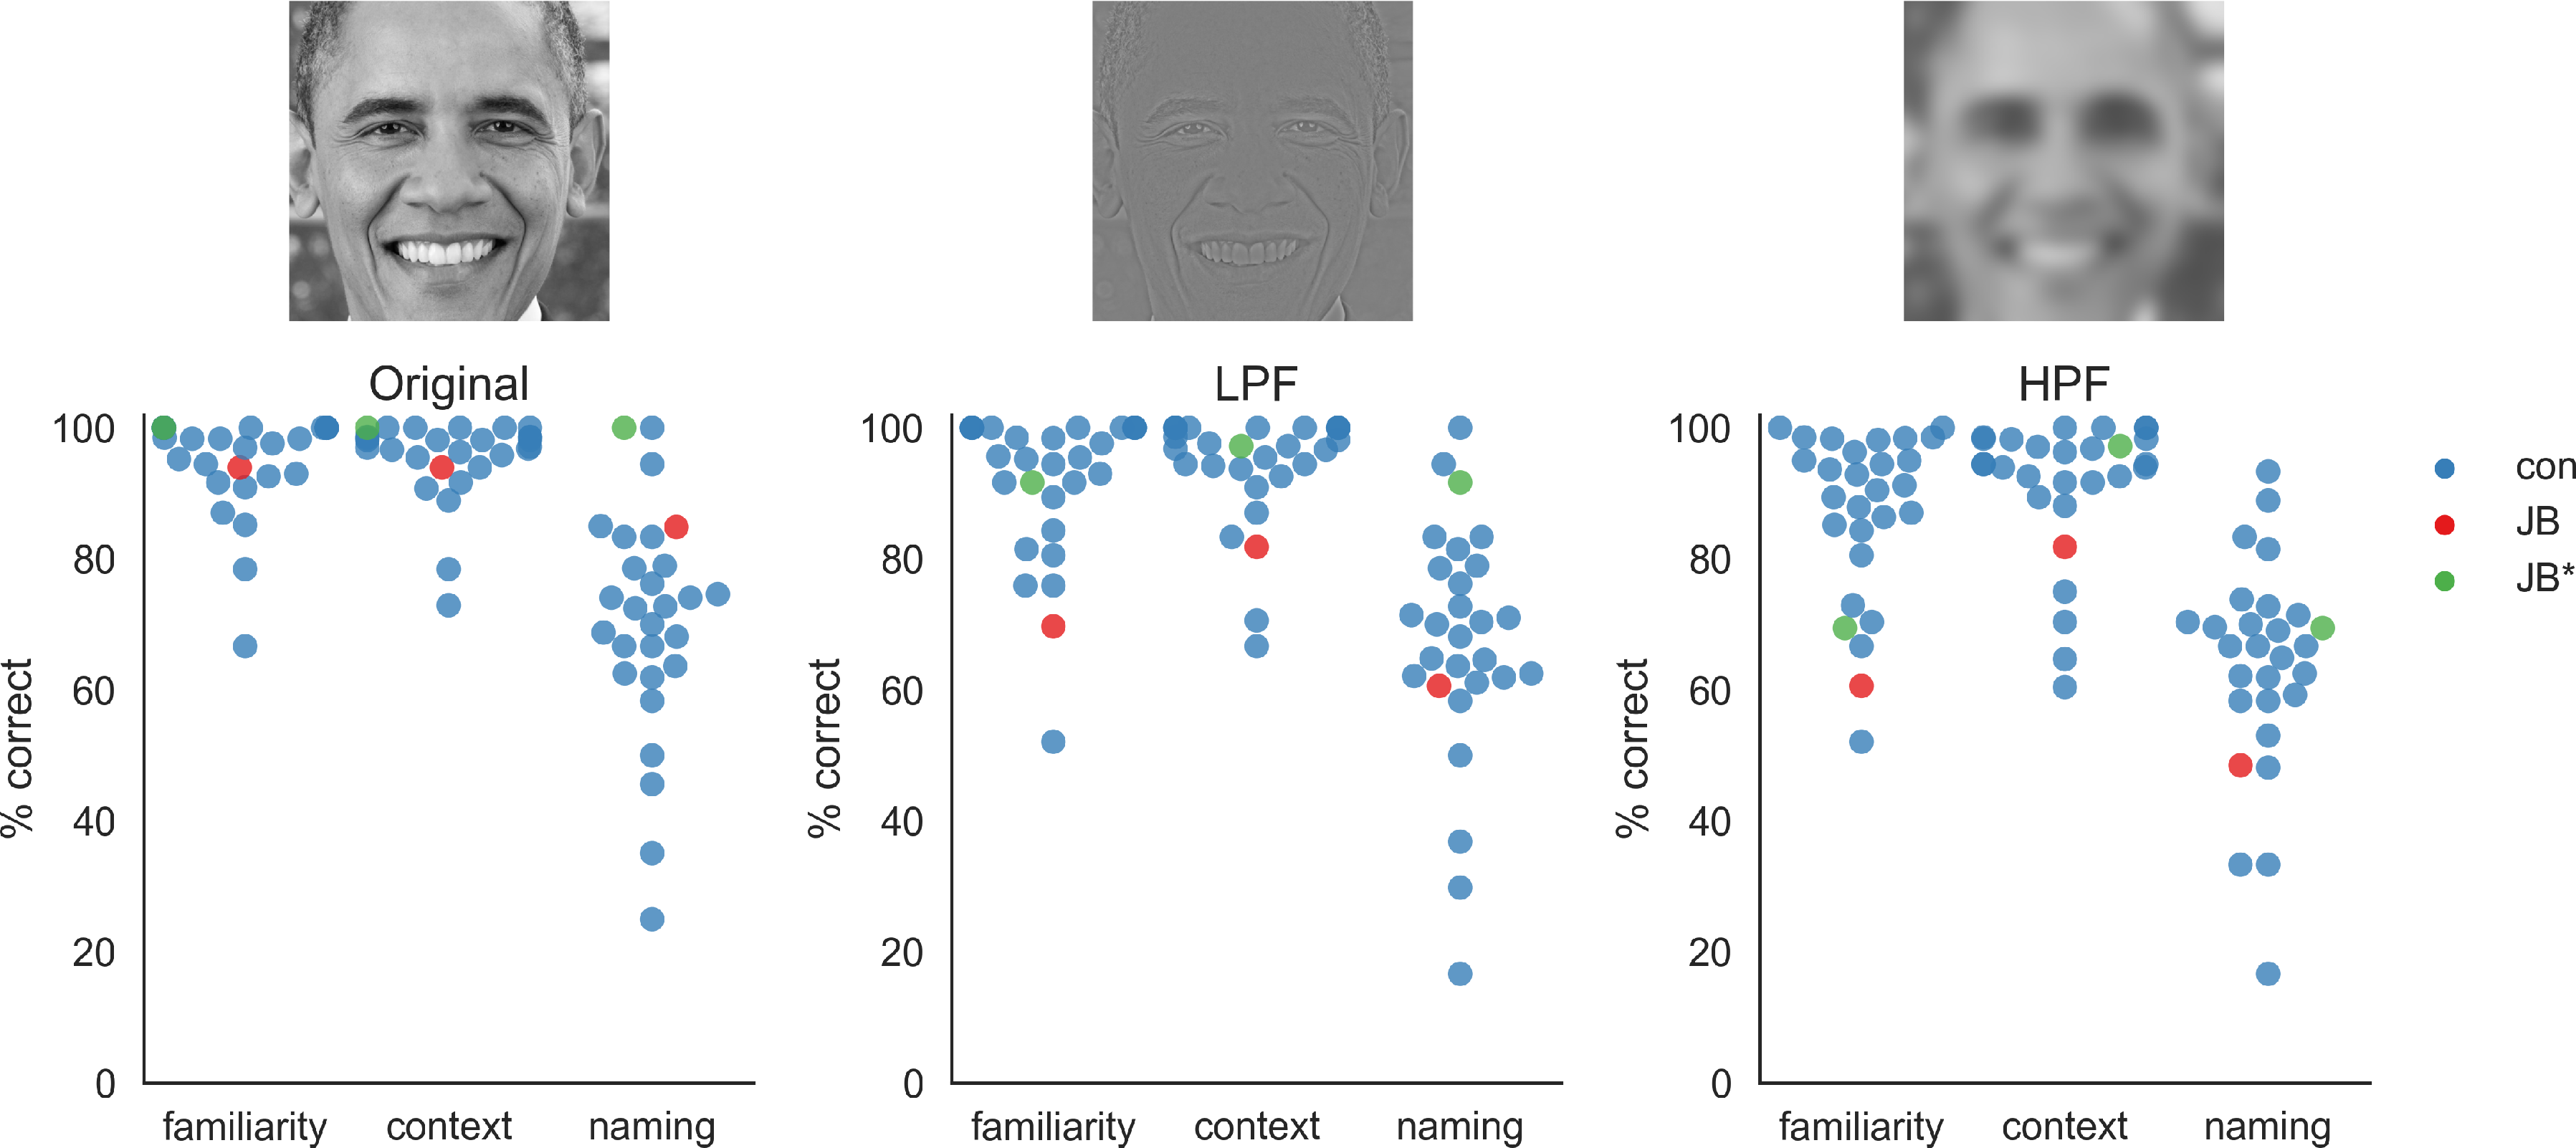 Original
LPF
HPF
% correct
100
80
60
40
20
0
familiarity
context
naming
% correct
100
80
60
40
20
0
familiarity
context
naming
% correct
100
80
60
40
20
0
familiarity
context
naming
con
JB
JB*